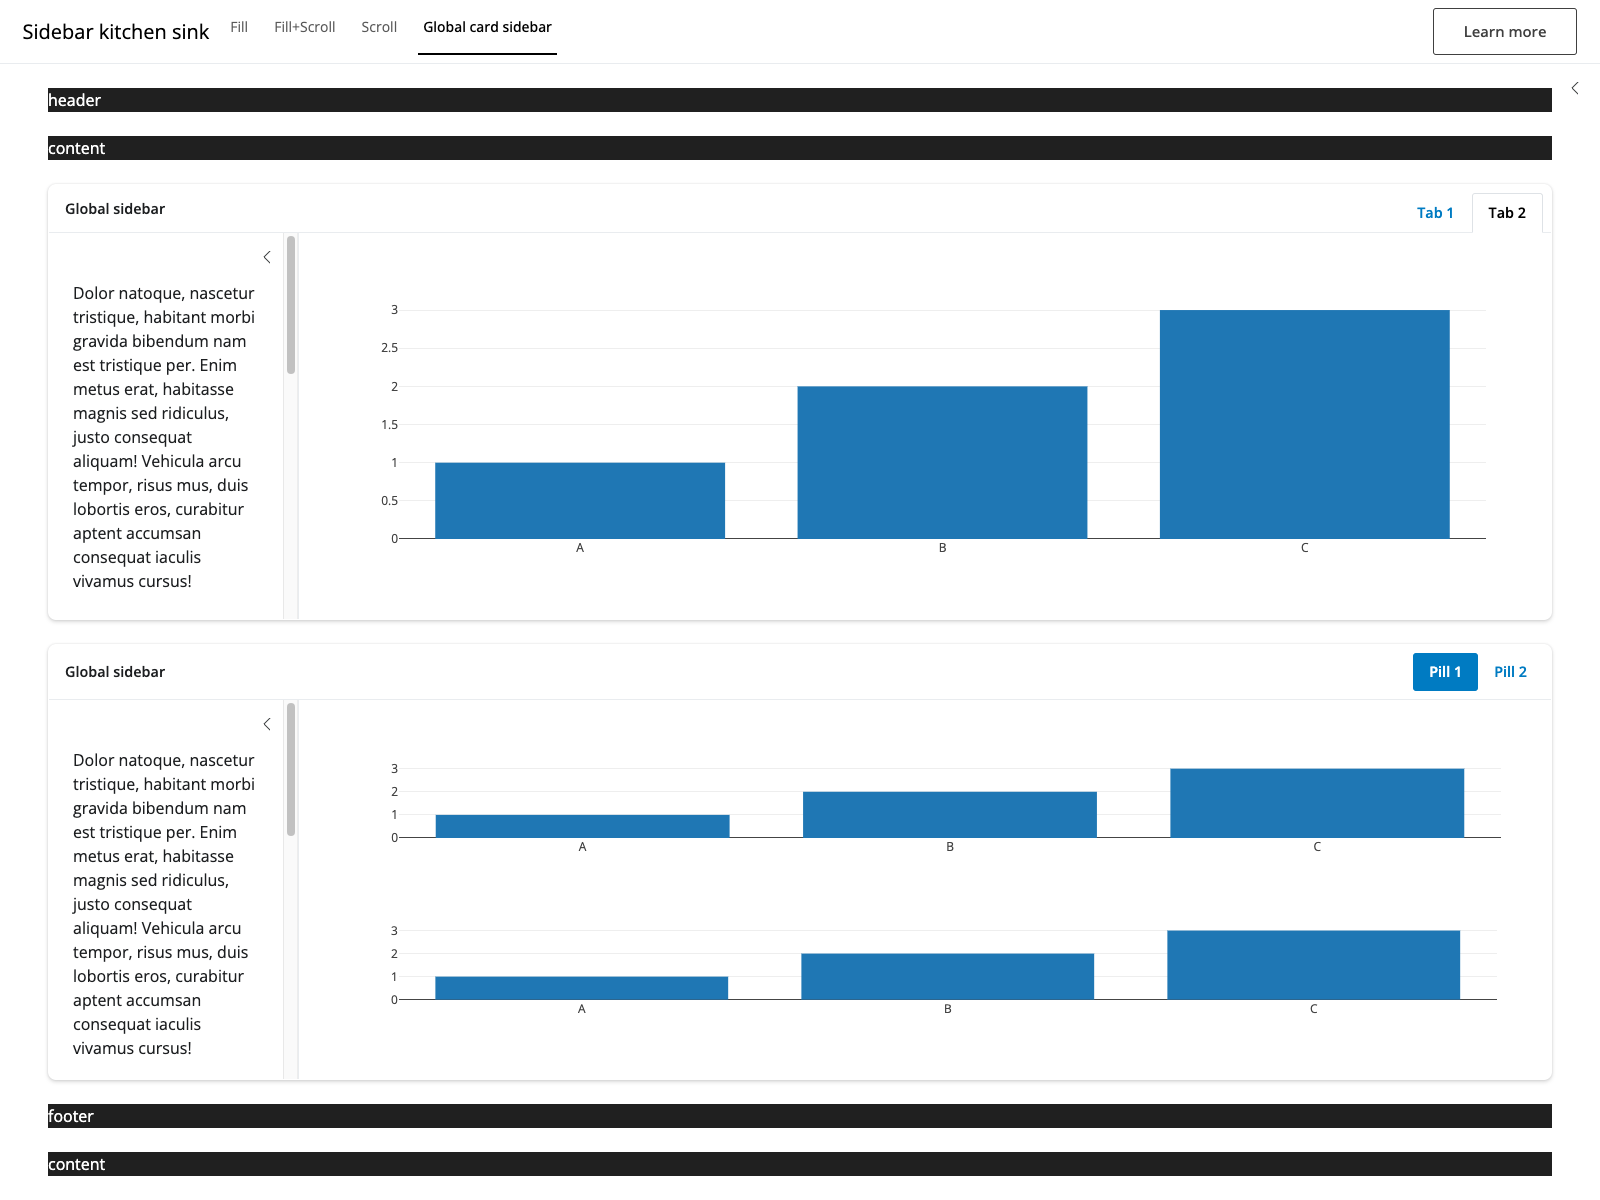 Sidebar kitchen sink Fill Fill+Scroll Scroll Global card sidebar Learn more
header
content
Global sidebar Tab 1 Tab 2
Dolor natoque, nascetur
tristique, habitant morbi
gravida bibendum nam
est tristique per. Enim
metus erat, habitasse
magnis sed ridiculus,
justo consequat
aliquam! Vehicula arcu
tempor, risus mus, duis
lobortis eros, curabitur
aptent accumsan
consequat iaculis
vivamus cursus!
3
2.5
2
1.5
1
0.5
0
A B C
Global sidebar Pill 1 Pill 2
Dolor natoque, nascetur
tristique, habitant morbi
gravida bibendum nam
est tristique per. Enim
metus erat, habitasse
magnis sed ridiculus,
justo consequat
aliquam! Vehicula arcu
tempor, risus mus, duis
lobortis eros, curabitur
aptent accumsan
consequat iaculis
vivamus cursus!
3
2
1
0
A B C
3
2
1
0
A B C
footer
content